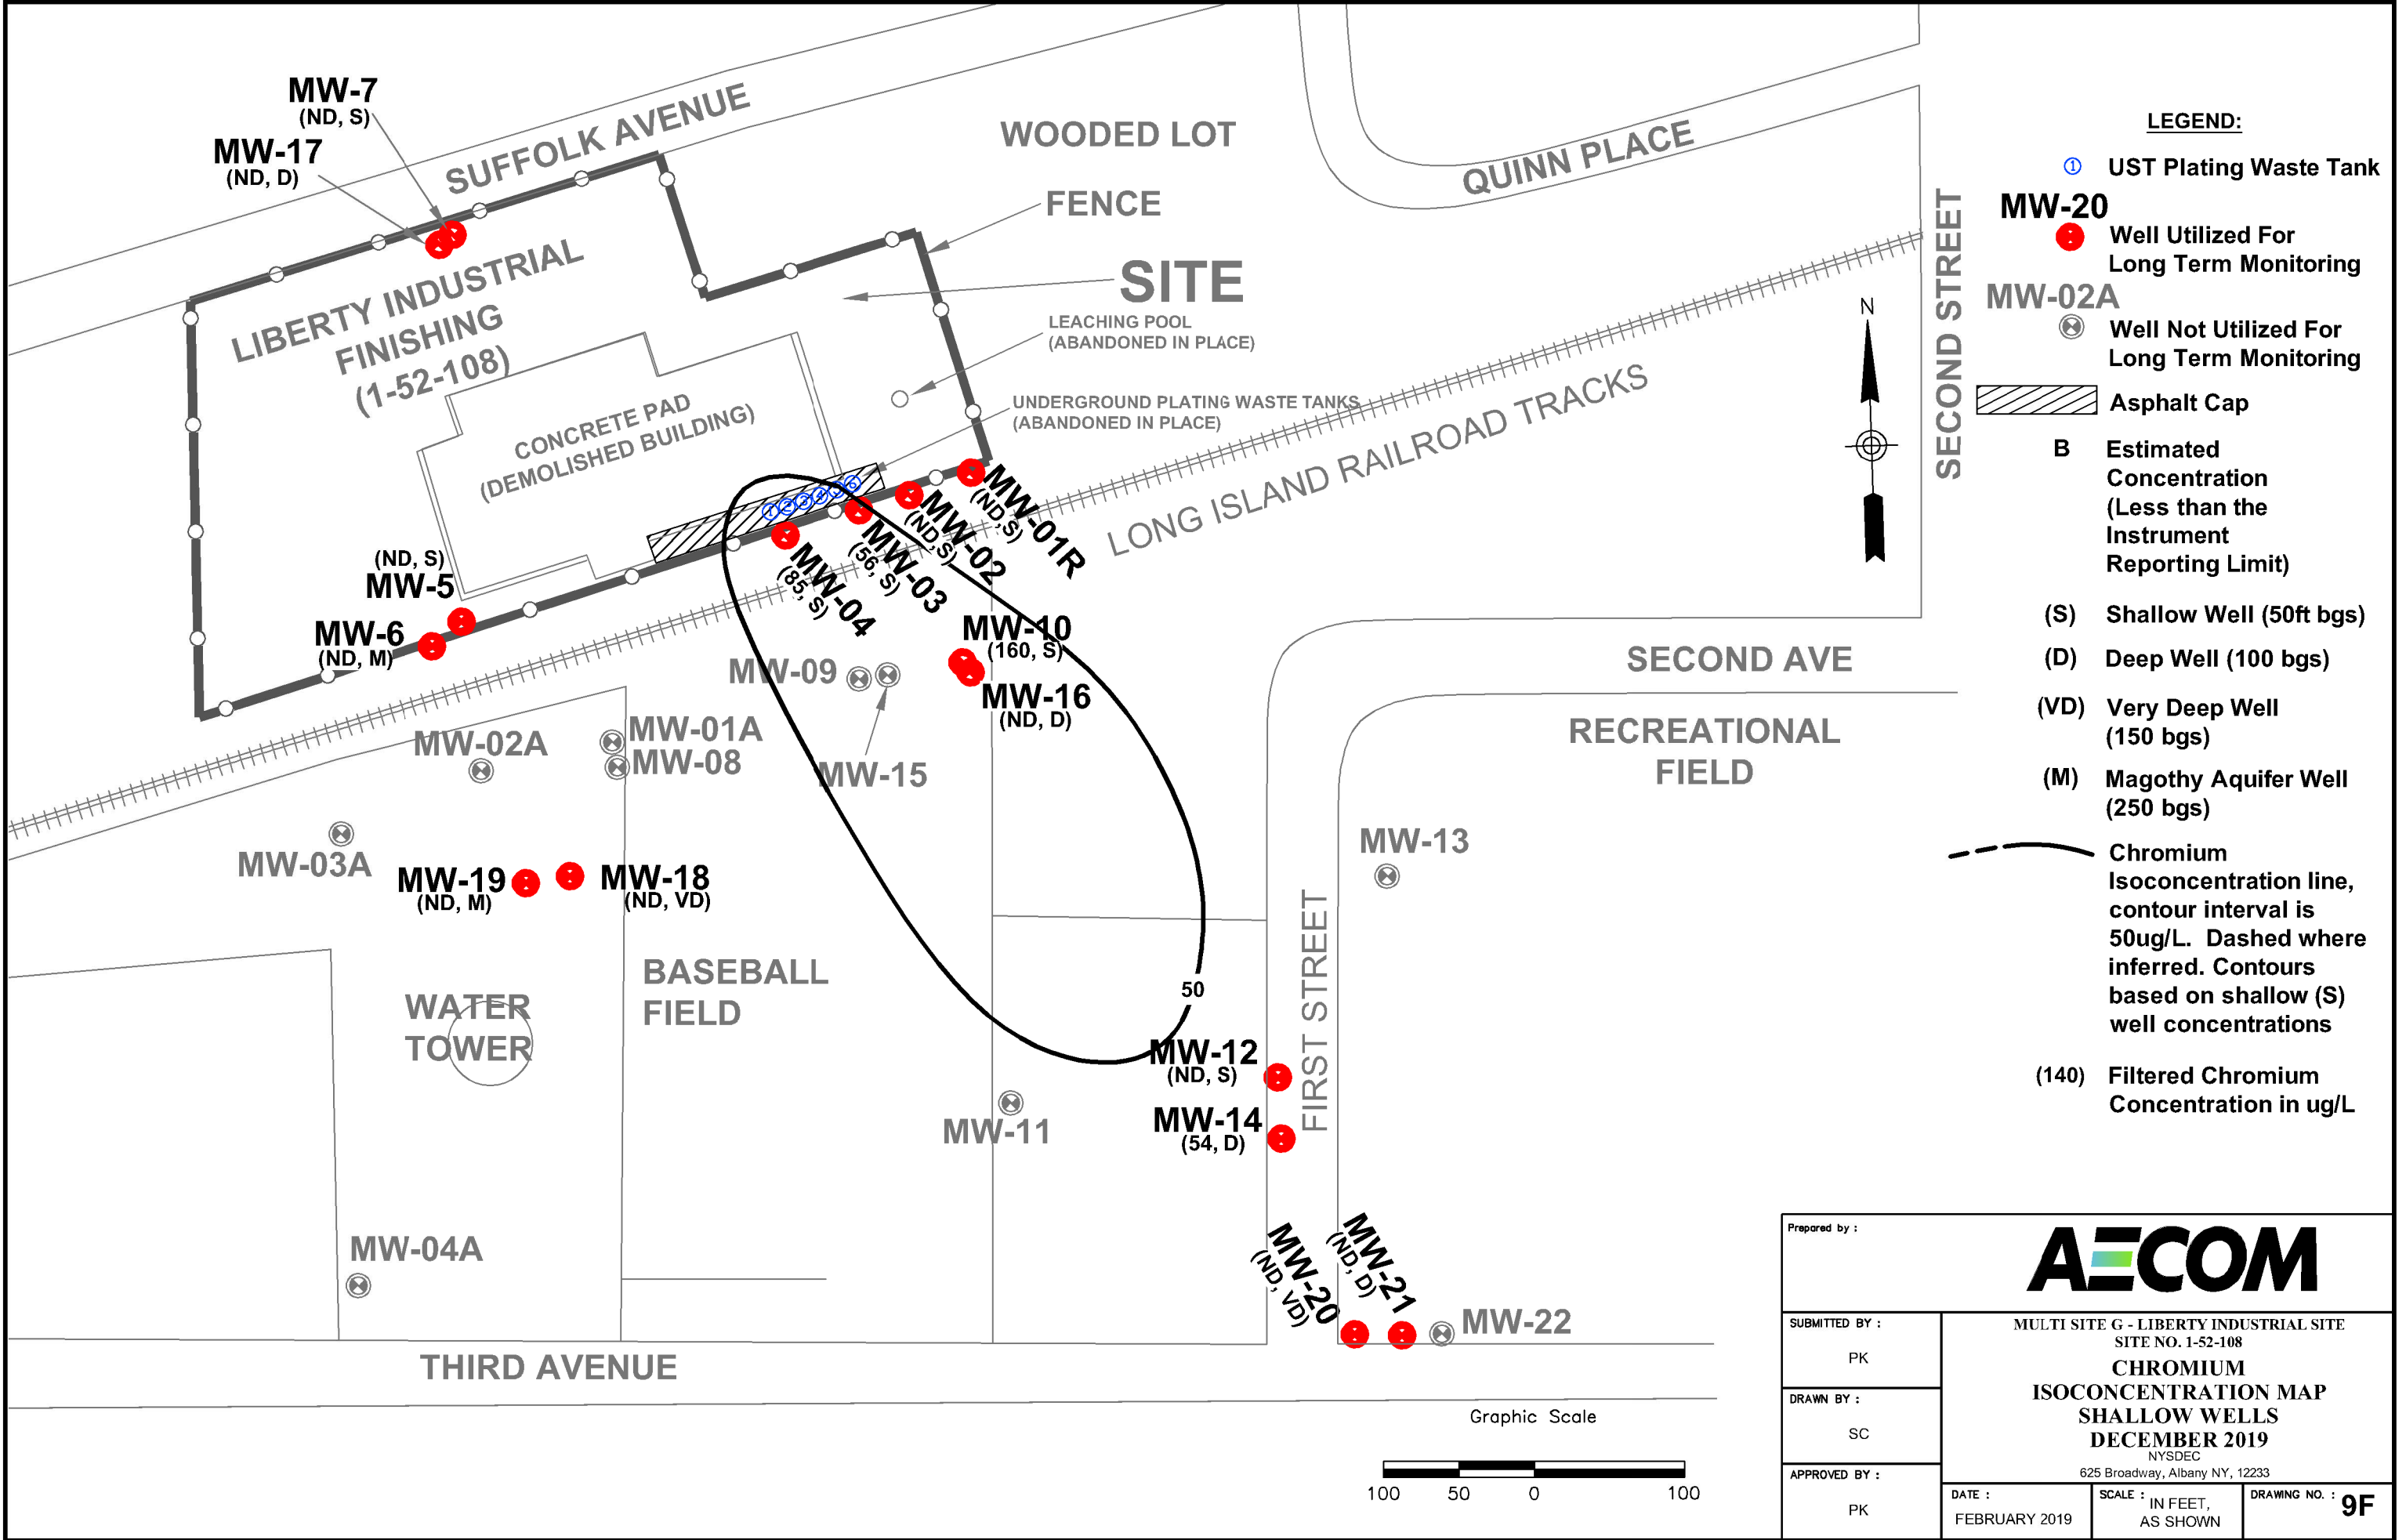 MW-7
(ND, S)
MW-17
(ND, D)
SUFFOLK AVENUE
WOODED LOT
QUINN PLACE
FENCE
SITE
LEACHING POOL
(ABANDONED IN PLACE)
UNDERGROUND PLATING WASTE TANKS
(ABANDONED IN PLACE)
LIBERTY INDUSTRIAL
FINISHING
(1-52-108)
CONCRETE PAD
(DEMOLISHED BUILDING)
1 2 3 4 5 6
LONG ISLAND RAILROAD TRACKS
SECOND STREET
N
MW-01R
(ND,S)
MW-02
(ND,S)
MW-03
(56, S)
MW-04
(85, S)
(ND, S)
MW-5
MW-6
(ND, M)
MW-09
MW-10
(160, S)
MW-16
(ND, D)
MW-15
SECOND AVE
RECREATIONAL
FIELD
MW-01A
MW-08
MW-02A
MW-03A
MW-19
(ND, M)
MW-18
(ND, VD)
MW-13
BASEBALL
FIELD
WATER
TOWER
50
FIRST STREET
MW-12
(ND, S)
MW-14
(54, D)
MW-11
MW-04A
MW-20
(ND, VD)
MW-21
(ND, D)
MW-22
THIRD AVENUE
Graphic Scale
100 50 0 100
LEGEND:
1 UST Plating Waste Tank
MW-20
Well Utilized For
Long Term Monitoring
MW-02A
Well Not Utilized For
Long Term Monitoring
Asphalt Cap
B Estimated
Concentration
(Less than the
Instrument
Reporting Limit)
(S) Shallow Well (50ft bgs)
(D) Deep Well (100 bgs)
(VD) Very Deep Well
(150 bgs)
(M) Magothy Aquifer Well
(250 bgs)
Chromium
Isoconcentration line,
contour interval is
50ug/L. Dashed where
inferred. Contours
based on shallow (S)
well concentrations
(140) Filtered Chromium
Concentration in ug/L
Prepared by :
AECOM
SUBMITTED BY :
PK
DRAWN BY :
SC
APPROVED BY :
PK
MULTI SITE G - LIBERTY INDUSTRIAL SITE
SITE NO. 1-52-108
CHROMIUM
ISOCONCENTRATION MAP
SHALLOW WELLS
DECEMBER 2019
NYSDEC
625 Broadway, Albany NY, 12233
DATE :
FEBRUARY 2019
SCALE : IN FEET,
AS SHOWN
DRAWING NO. : 9F